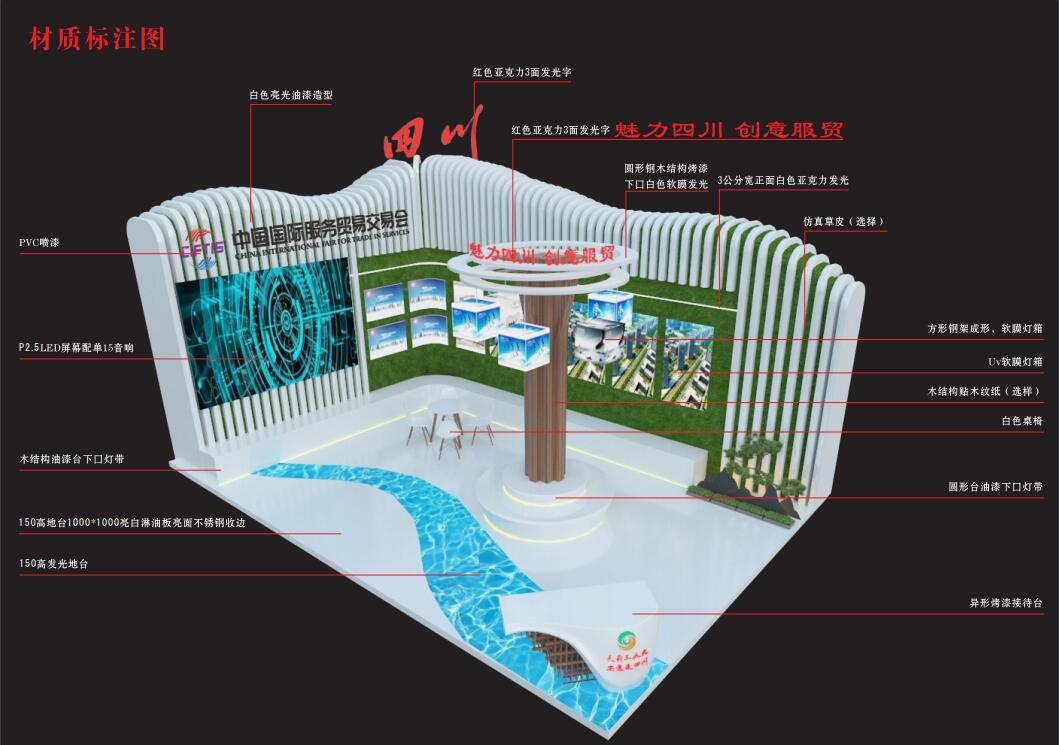 材质标注图
红色亚克力3面发光字
白色亮光油漆造型
四川
红色亚克力3面发光字 魅力四川 创意服贸
圆形钢木结构烤漆
下口白色软膜发光
3公分宽正面白色亚克力发光
仿真草皮（选择）
PVC喷漆
CIFTIS
中国国际服务贸易交易会
CHINA INTERNATIONAL FAIR FOR TRADE IN SERVICES
魅力四川 创意服贸
方形钢架成形、软膜灯箱
P2.5LED屏幕配单15音响
Uv软膜灯箱
木结构贴木纹纸（选样）
白色桌椅
木结构油漆台下口灯带
圆形台油漆下口灯带
150高地台1000*1000亮白淋油板亮面不锈钢收边
150高发光地台
异形烤漆接待台